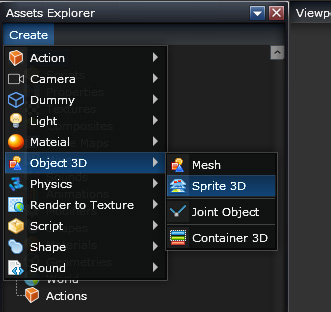 Assets Explorer
Viewp
Create
Action
Camera
Dummy
Light
Mateial
Object 3D
Physics
Render to Texture
Script
Shape
Sound
Mesh
Sprite 3D
Joint Object
Container 3D
World
Actions